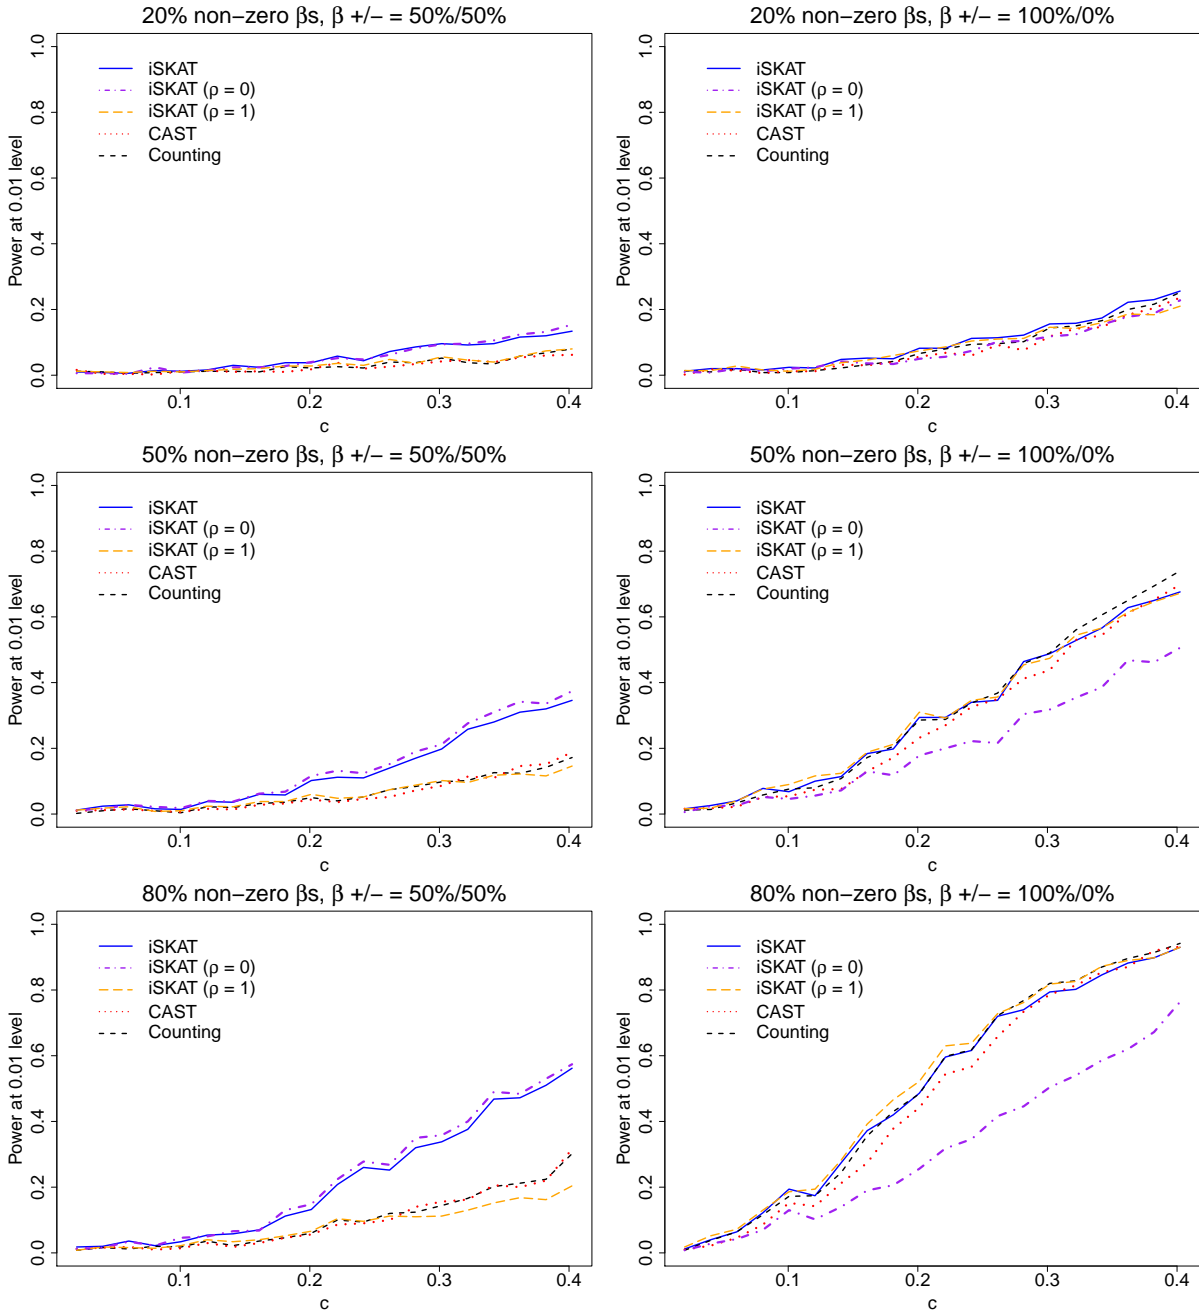 20% non−zero βs, β +/− = 50%/50%
Power at 0.01 level
1.0
0.8
0.6
0.4
0.2
0.0
iSKAT
iSKAT (ρ = 0)
iSKAT (ρ = 1)
CAST
Counting
0.1 0.2 0.3 0.4
c
20% non−zero βs, β +/− = 100%/0%
Power at 0.01 level
1.0
0.8
0.6
0.4
0.2
0.0
iSKAT
iSKAT (ρ = 0)
iSKAT (ρ = 1)
CAST
Counting
0.1 0.2 0.3 0.4
c
50% non−zero βs, β +/− = 50%/50%
Power at 0.01 level
1.0
0.8
0.6
0.4
0.2
0.0
iSKAT
iSKAT (ρ = 0)
iSKAT (ρ = 1)
CAST
Counting
0.1 0.2 0.3 0.4
c
50% non−zero βs, β +/− = 100%/0%
Power at 0.01 level
1.0
0.8
0.6
0.4
0.2
0.0
iSKAT
iSKAT (ρ = 0)
iSKAT (ρ = 1)
CAST
Counting
0.1 0.2 0.3 0.4
c
80% non−zero βs, β +/− = 50%/50%
Power at 0.01 level
1.0
0.8
0.6
0.4
0.2
0.0
iSKAT
iSKAT (ρ = 0)
iSKAT (ρ = 1)
CAST
Counting
0.1 0.2 0.3 0.4
c
80% non−zero βs, β +/− = 100%/0%
Power at 0.01 level
1.0
0.8
0.6
0.4
0.2
0.0
iSKAT
iSKAT (ρ = 0)
iSKAT (ρ = 1)
CAST
Counting
0.1 0.2 0.3 0.4
c